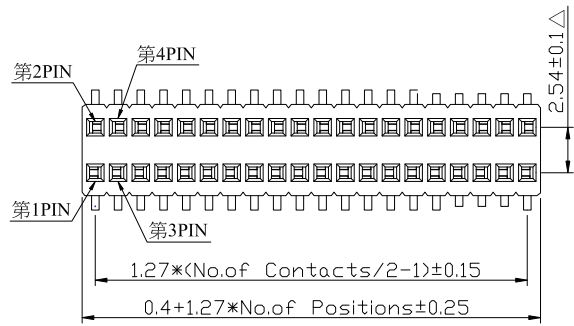 第4PIN
第2PIN
2.54±0.1△
第1PIN
第3PIN
1.27*(No.of Contacts/2-1)±0.15
0.4+1.27*No.of Positions±0.25